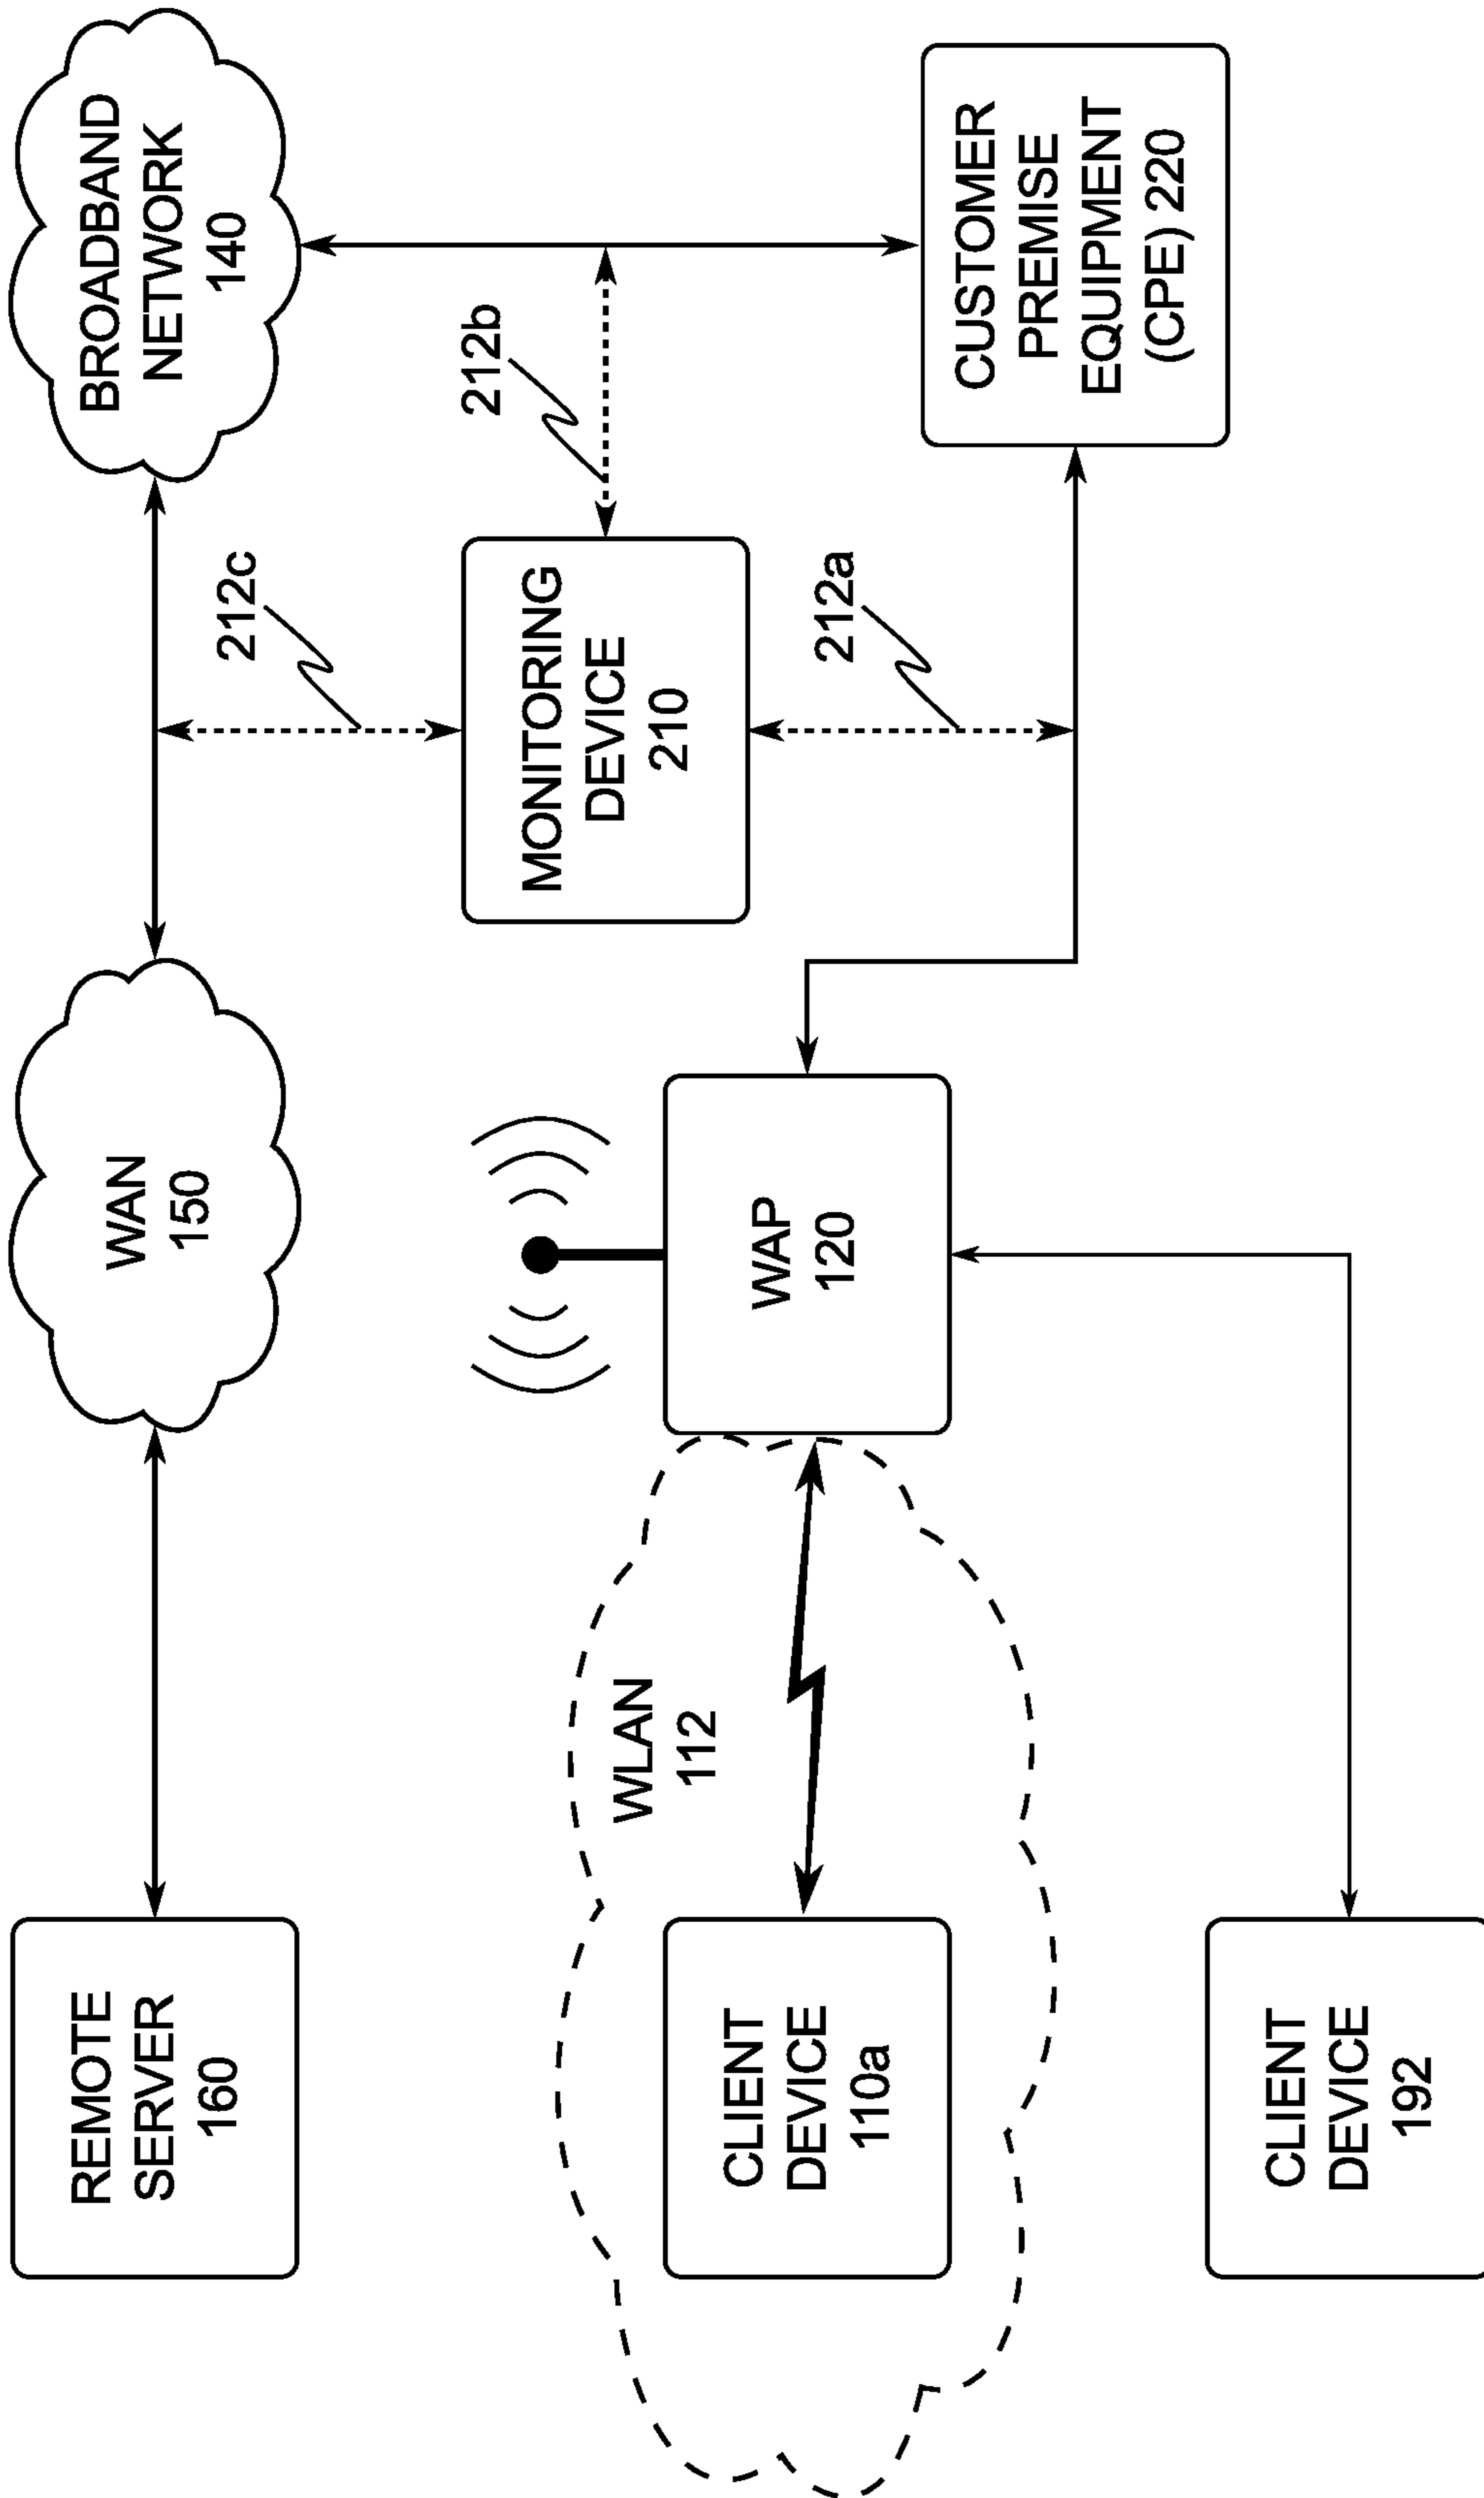 REMOTE
SERVER
160
WAN
150
BROADBAND
NETWORK
140
212c
212b
MONITORING
DEVICE
210
212a
WLAN
112
CLIENT
DEVICE
110a
WAP
120
CUSTOMER
PREMISE
EQUIPMENT
(CPE) 220
CLIENT
DEVICE
192